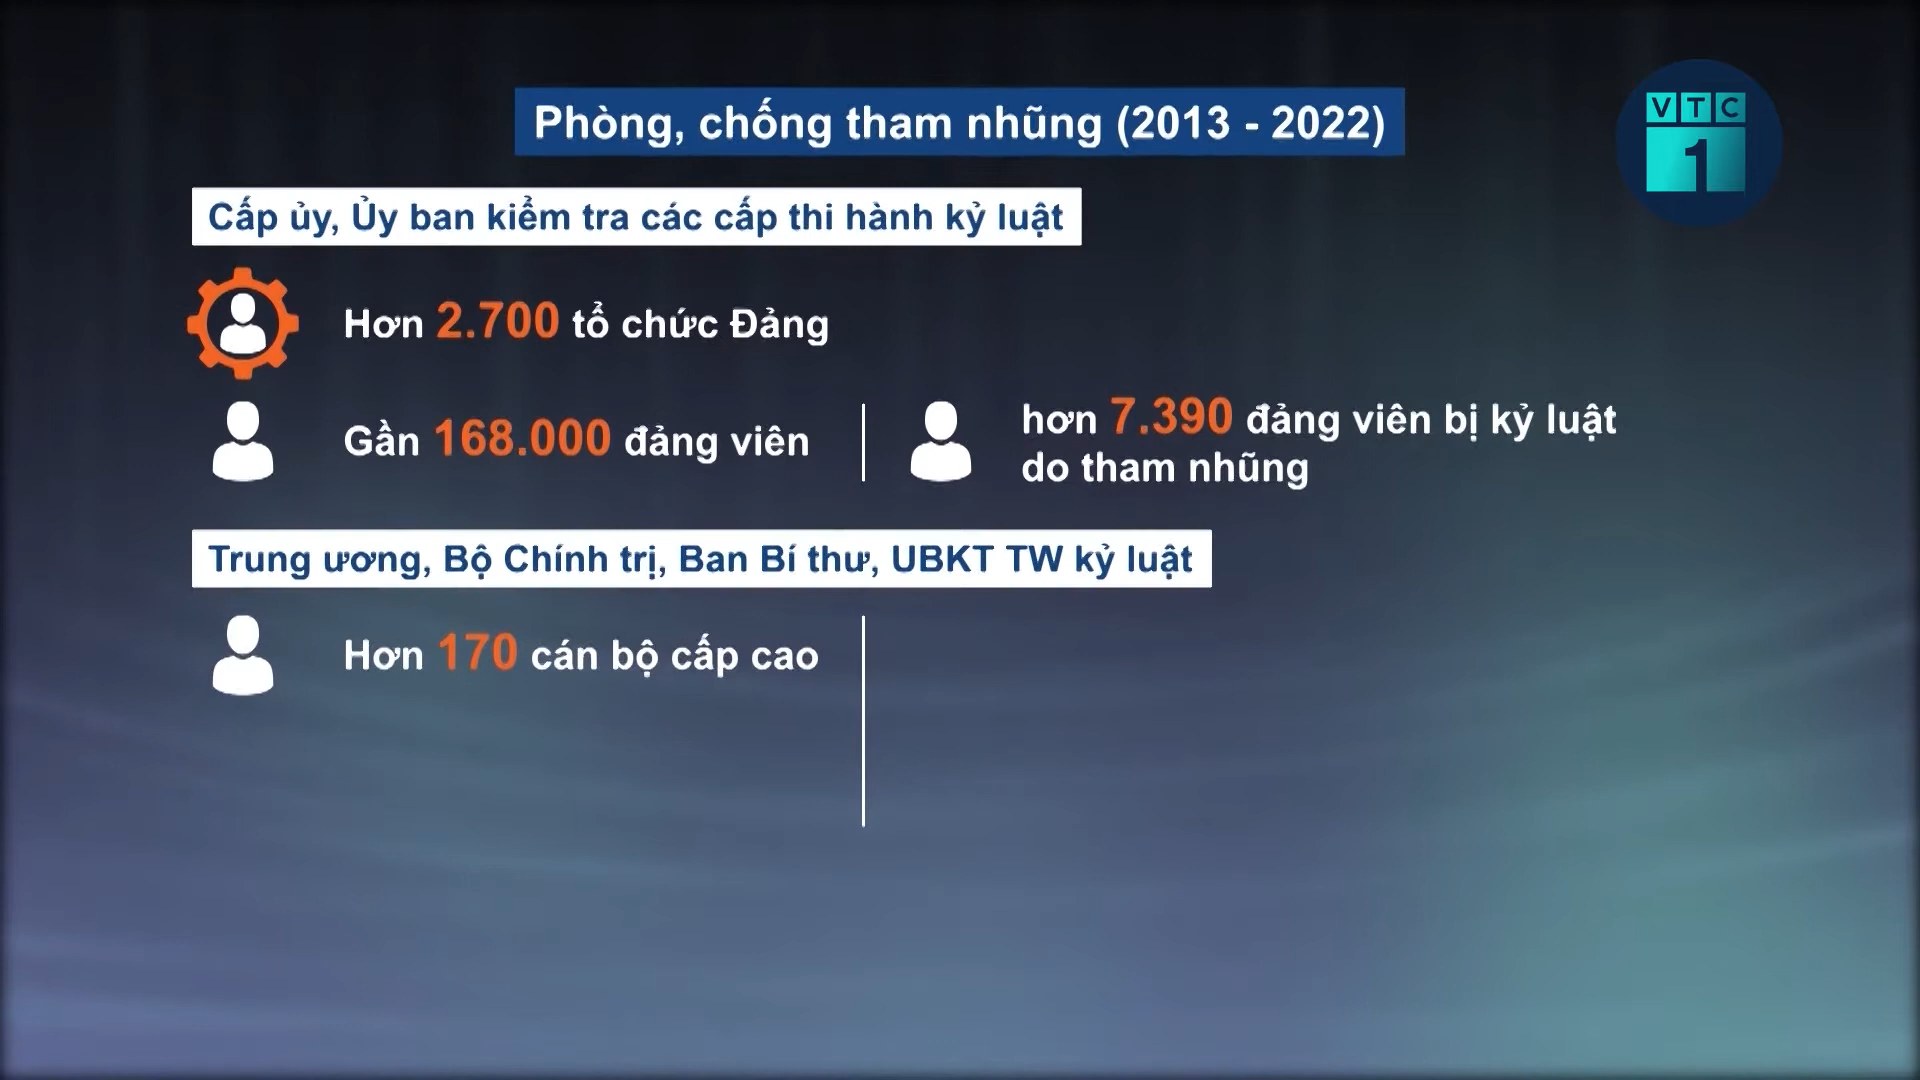 Phòng, chống tham nhũng (2013 - 2022)
VTC
1
Cấp ủy, Ủy ban kiểm tra các cấp thi hành kỷ luật
Hơn 2.700 tổ chức Đảng
Gần 168.000 đảng viên
hơn 7.390 đảng viên bị kỷ luật
do tham nhũng
Trung ương, Bộ Chính trị, Ban Bí thư, UBKT TW kỷ luật
Hơn 170 cán bộ cấp cao